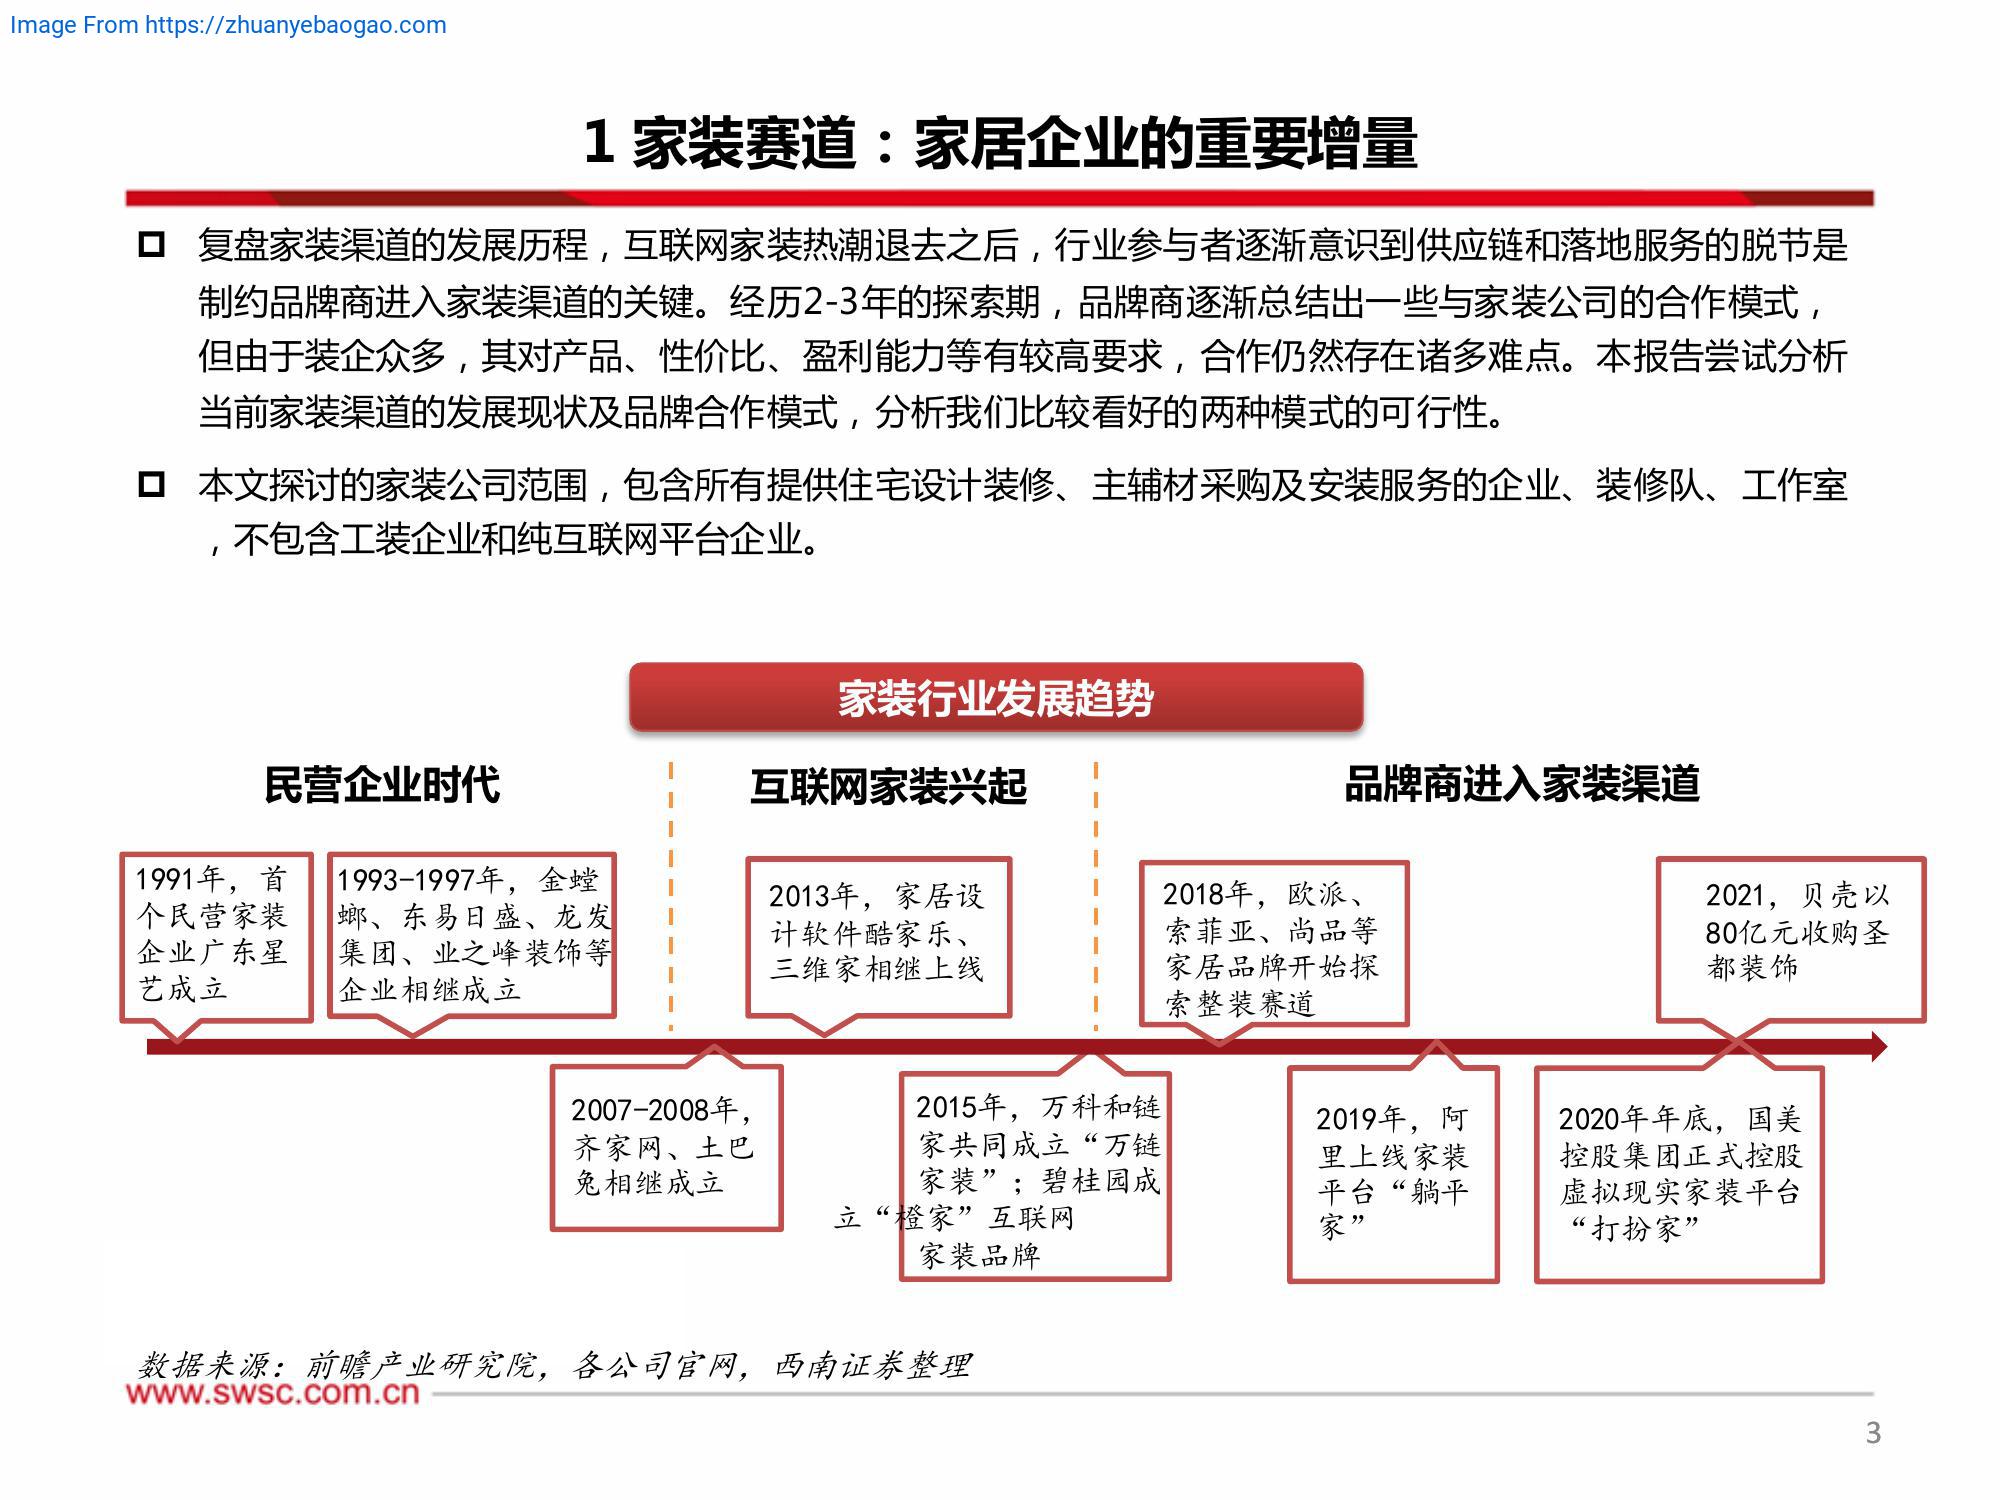 Image From https://zhuanyebaogao.com
1 家装赛道：家居企业的重要增量
复盘家装渠道的发展历程，互联网家装热潮退去之后，行业参与者逐渐意识到供应链和落地服务的脱节是
制约品牌商进入家装渠道的关键。经历2-3年的探索期，品牌商逐渐总结出一些与家装公司的合作模式，
但由于装企众多，其对产品、性价比、盈利能力等有较高要求，合作仍然存在诸多难点。本报告尝试分析
当前家装渠道的发展现状及品牌合作模式，分析我们比较看好的两种模式的可行性。
本文探讨的家装公司范围，包含所有提供住宅设计装修、主辅材采购及安装服务的企业、装修队、工作室
，不包含工装企业和纯互联网平台企业。
家装行业发展趋势
民营企业时代
互联网家装兴起
品牌商进入家装渠道
1991年，首
个民营家装
企业广东星
艺成立
1993-1997年，金螳
螂、东易日盛、龙发
集团、业之峰装饰等
企业相继成立
2013年，家居设
计软件酷家乐、
三维家相继上线
2018年，欧派、
索菲亚、尚品等
家居品牌开始探
索整装赛道
2021，贝壳以
80亿元收购圣
都装饰
2007-2008年，
齐家网、土巴
兔相继成立
2015年，万科和链
家共同成立“万链
家装”；碧桂园成
立“橙家”互联网
家装品牌
2019年，阿
里上线家装
平台“躺平
家”
2020年年底，国美
控股集团正式控股
虚拟现实家装平台
“打扮家”
数据来源：前瞻产业研究院，各公司官网，西南证券整理
www.swsc.com.cn
3